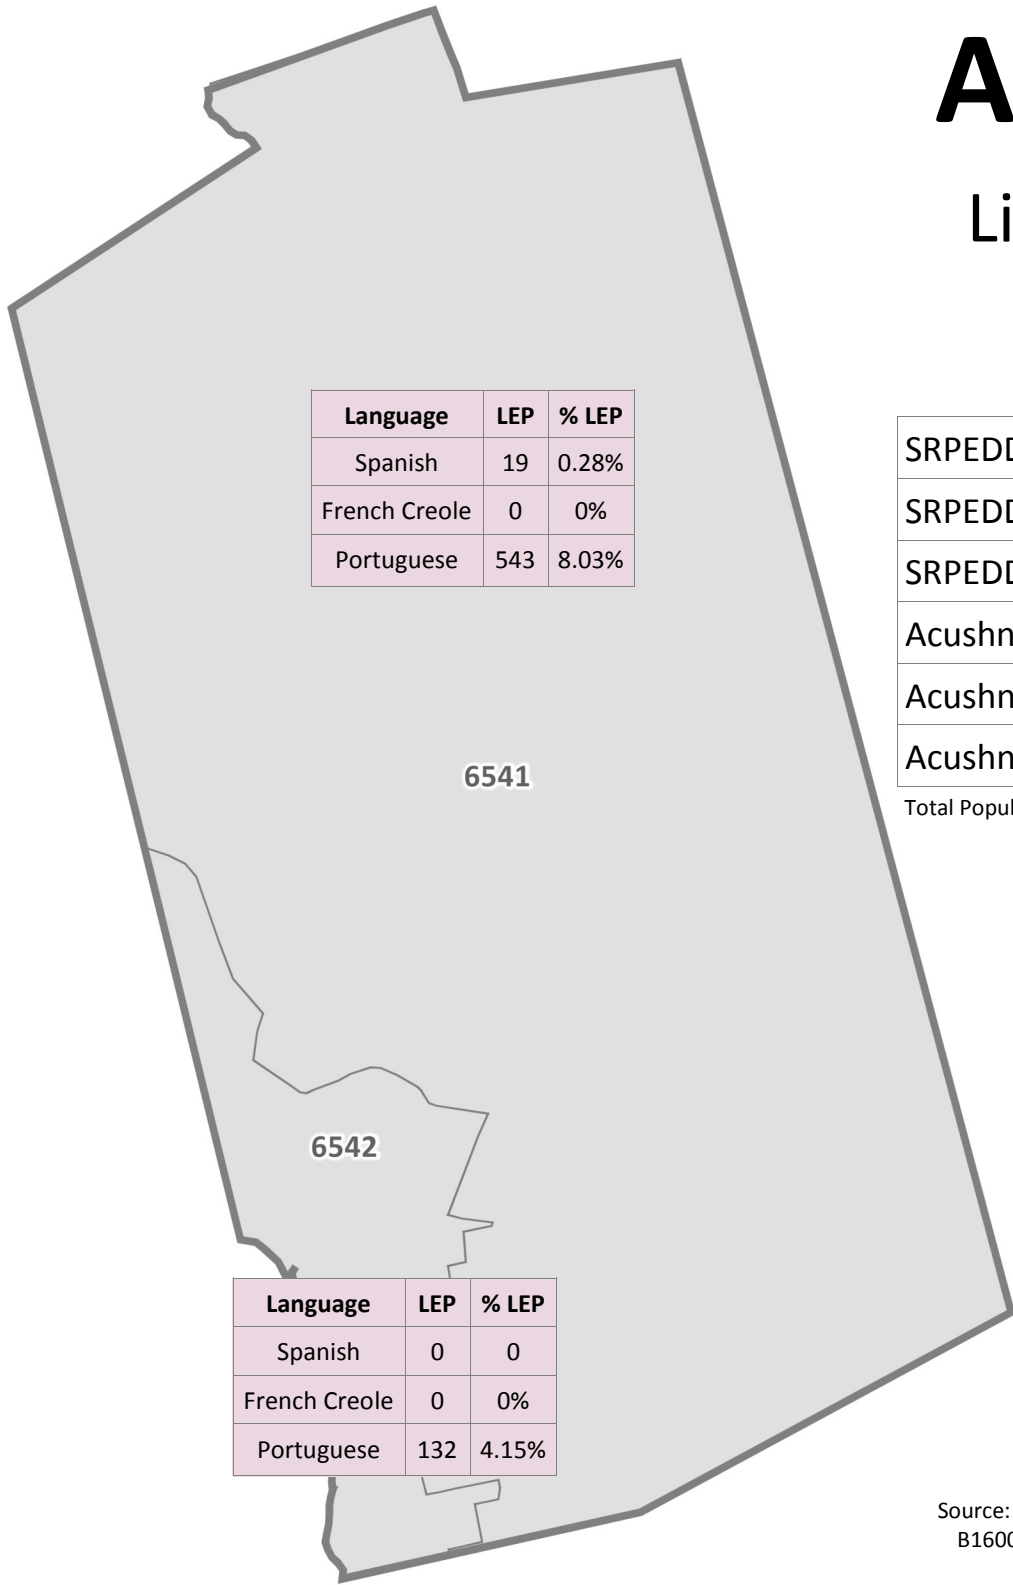 A
Li
Language LEP % LEP
Spanish 19 0.28%
French Creole 0 0%
Portuguese 543 8.03%
SRPEDD
SRPEDD
SRPEDD
Acushn
Acushn
Acushn
Total Popul
6541
6542
Language LEP % LEP
Spanish 0 0
French Creole 0 0%
Portuguese 132 4.15%
Source:
B1600